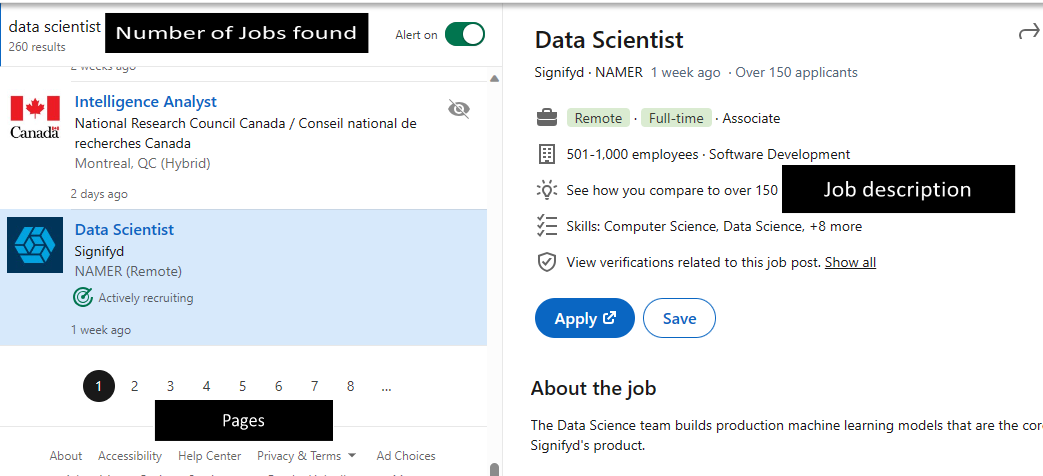 data scientist
260 results
Number of Jobs found
Alert on
2 weeks ago
Canada
Intelligence Analyst
National Research Council Canada / Conseil national de
recherches Canada
Montreal, QC (Hybrid)
2 days ago
Data Scientist
Signifyd
NAMER (Remote)
Actively recruiting
1 week ago
1 2 3 4 5 6 7 8 ...
Pages
About Accessibility Help Center Privacy & Terms Ad Choices
Data Scientist
Signifyd · NAMER 1 week ago · Over 150 applicants
Remote · Full-time · Associate
501-1,000 employees · Software Development
See how you compare to over 150
Job description
Skills: Computer Science, Data Science, +8 more
View verifications related to this job post. Show all
Apply Save
About the job
The Data Science team builds production machine learning models that are the
Signifyd's product.